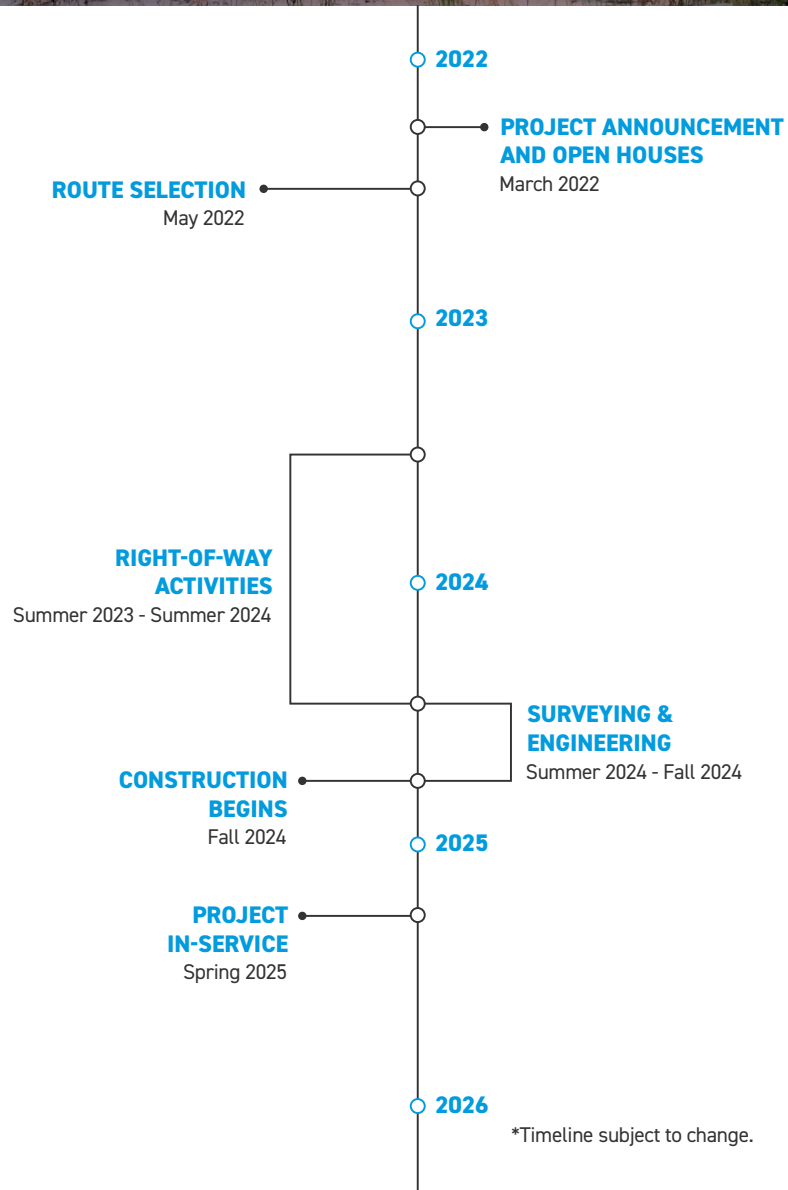 2022
PROJECT ANNOUNCEMENT
AND OPEN HOUSES
March 2022
ROUTE SELECTION
May 2022
2023
RIGHT-OF-WAY
ACTIVITIES
Summer 2023 - Summer 2024
2024
SURVEYING &
ENGINEERING
Summer 2024 - Fall 2024
CONSTRUCTION
BEGINS
Fall 2024
2025
PROJECT
IN-SERVICE
Spring 2025
2026
*Timeline subject to change.